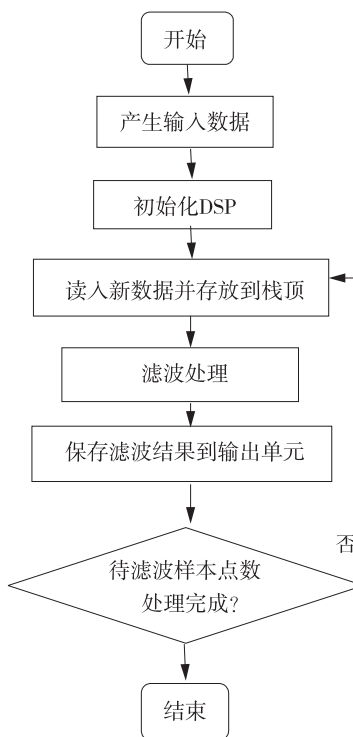 开始
产生输入数据
初始化DSP
读入新数据并存放到栈顶
滤波处理
保存滤波结果到输出单元
否
待滤波样本点数
处理完成?
结束